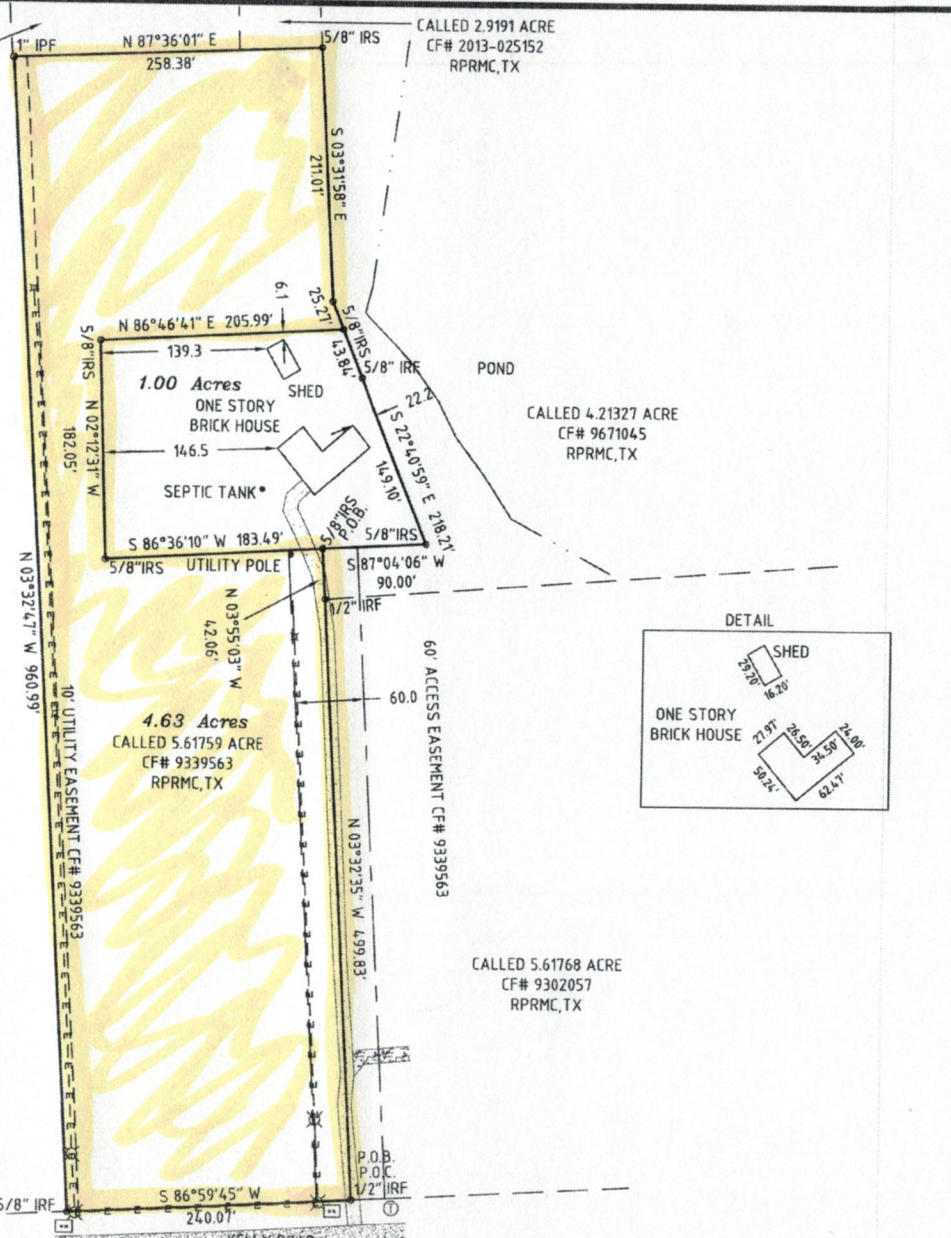 CALLED 2.9191 ACRE
CF# 2013-025152
RPRMC,TX
1" IPF
N 87°36'01" E
258.38'
5/8" IRS
S 03°31'58" E
211.01'
25.27'
6.1
N 86°46'41" E 205.99'
5/8" IRS
43.84'
5/8"IRS
139.3
5/8" IRF
POND
1.00 Acres
SHED
ONE STORY
BRICK HOUSE
22.2
CALLED 4.21327 ACRE
CF# 9671045
RPRMC,TX
N 02°12'31" W
182.05'
146.5
S 22°40'59" E 218.21'
149.10'
SEPTIC TANK
5/8"IRS
P.O.B.
S 86°36'10" W 183.49'
5/8"IRS
5/8"IRS
UTILITY POLE
S 87°04'06" W
90.00'
N 03°55'03" W
42.06'
1/2" IRF
N 03°32'47" W 960.99'
DETAIL
SHED
29.20'
16.20'
ONE STORY
BRICK HOUSE
27.97'
26.50'
34.50'
24.00'
50.24'
62.47'
60.0
60' ACCESS EASEMENT CF# 9339563
4.63 Acres
CALLED 5.61759 ACRE
CF# 9339563
RPRMC,TX
10' UTILITY EASEMENT CF# 9339563
N 03°32'35" W 499.83'
CALLED 5.61768 ACRE
CF# 9302057
RPRMC,TX
P.O.B.
P.O.C.
1/2" IRF
5/8" IRF
S 86°59'45" W
240.07'
T